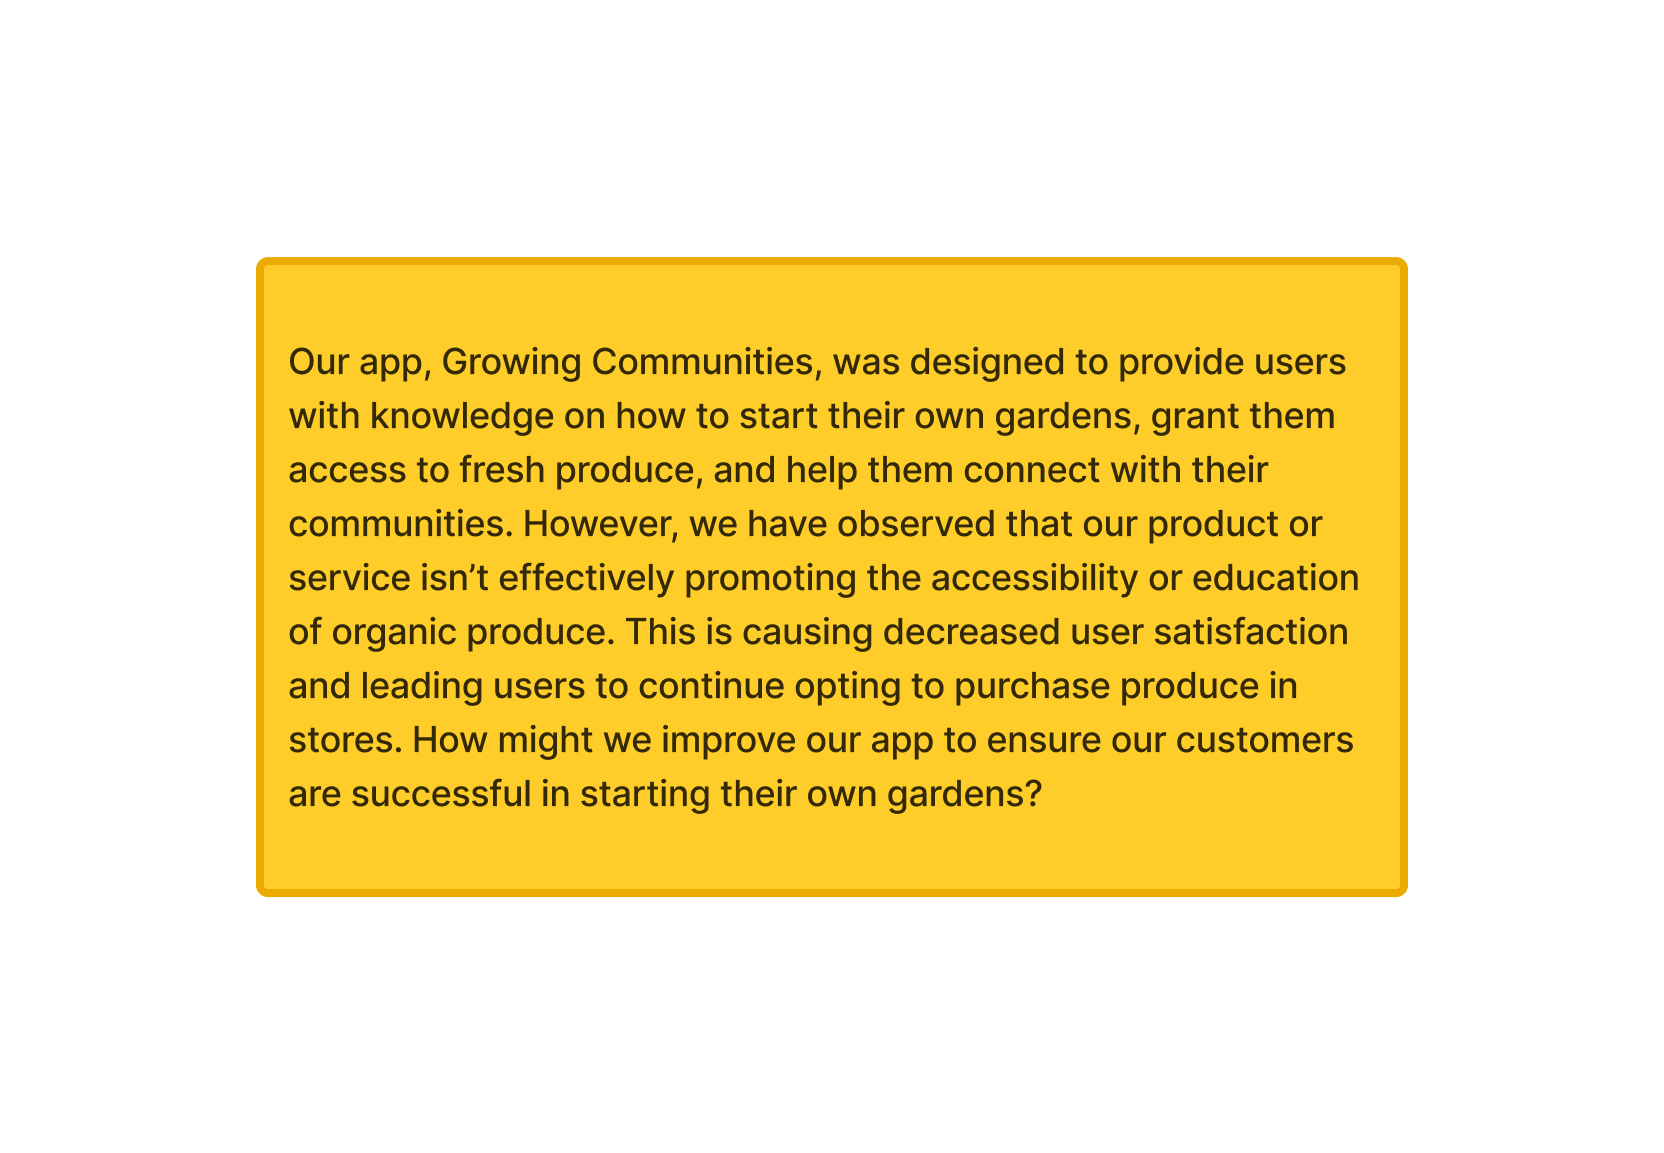 Our app, Growing Communities, was designed to provide users
with knowledge on how to start their own gardens, grant them
access to fresh produce, and help them connect with their
communities. However, we have observed that our product or
service isn’t effectively promoting the accessibility or education
of organic produce. This is causing decreased user satisfaction
and leading users to continue opting to purchase produce in
stores. How might we improve our app to ensure our customers
are successful in starting their own gardens?